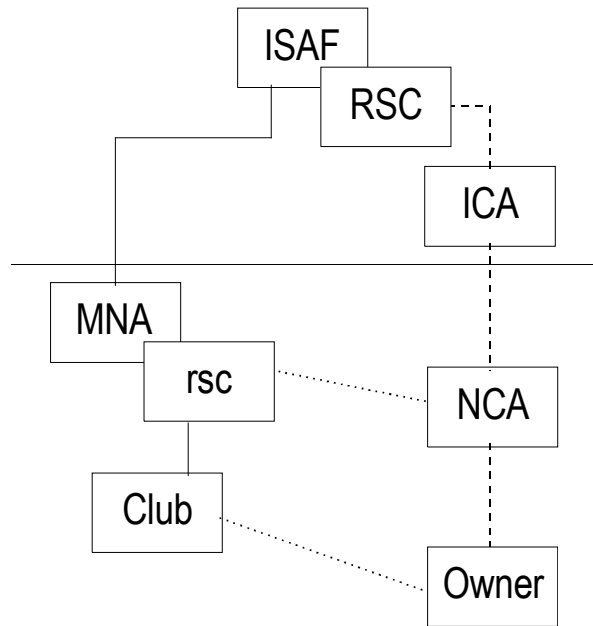 ISAF
RSC
ICA
MNA
rsc
NCA
Club
Owner